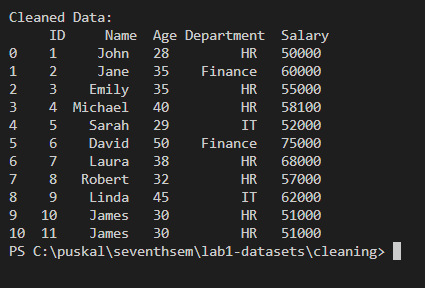 Cleaned Data:
ID Name Age Department Salary
0 1 John 28 HR 50000
1 2 Jane 35 Finance 60000
2 3 Emily 35 HR 55000
3 4 Michael 40 HR 58100
4 5 Sarah 29 IT 52000
5 6 David 50 Finance 75000
6 7 Laura 38 HR 68000
7 8 Robert 32 HR 57000
8 9 Linda 45 IT 62000
9 10 James 30 HR 51000
10 11 James 30 HR 51000
PS C:\puskal\seventhsem\lab1-datasets\cleaning>